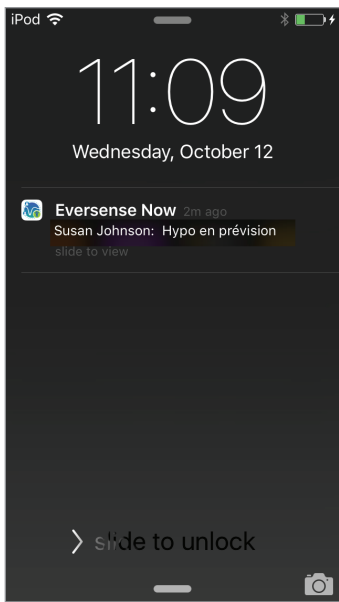 iPod
11:09
Wednesday, October 12
Eversense Now 2m ago
Susan Johnson: Hypo en prévision
slide to view
slide to unlock